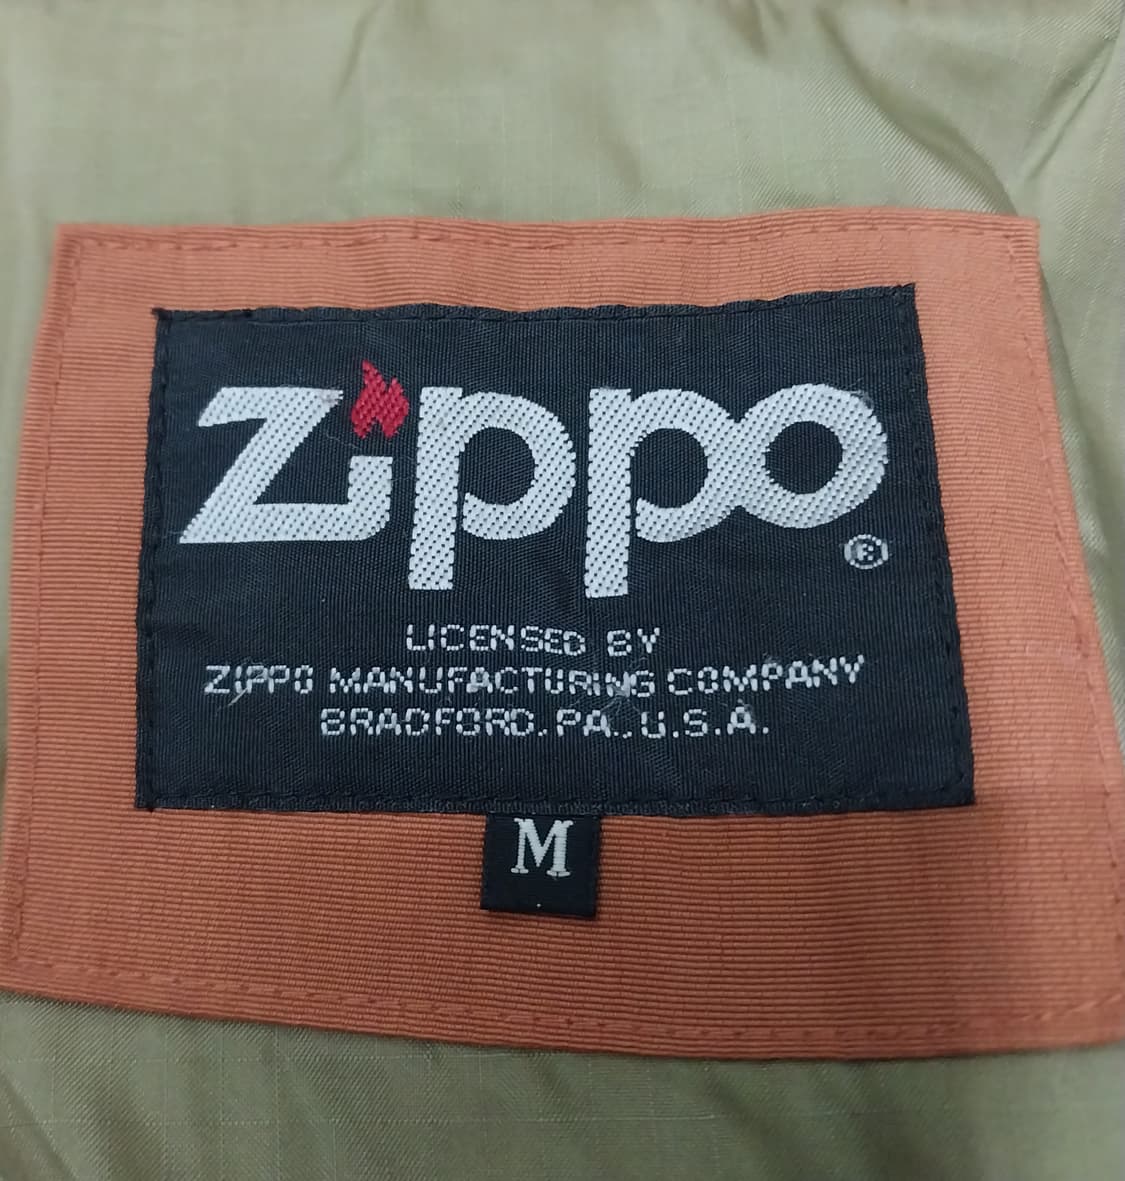 Zippo
®
LICENSED BY
ZIPPO MANUFACTURING COMPANY
BRADFORD. PA., U.S.A.
M